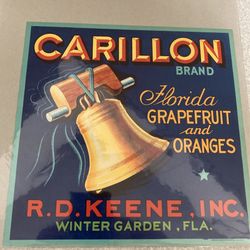 CARILLON
BRAND
Florida
GRAPEFRUIT
and
ORANGES
R.D. KEENE, INC.
WINTER GARDEN, FLA.